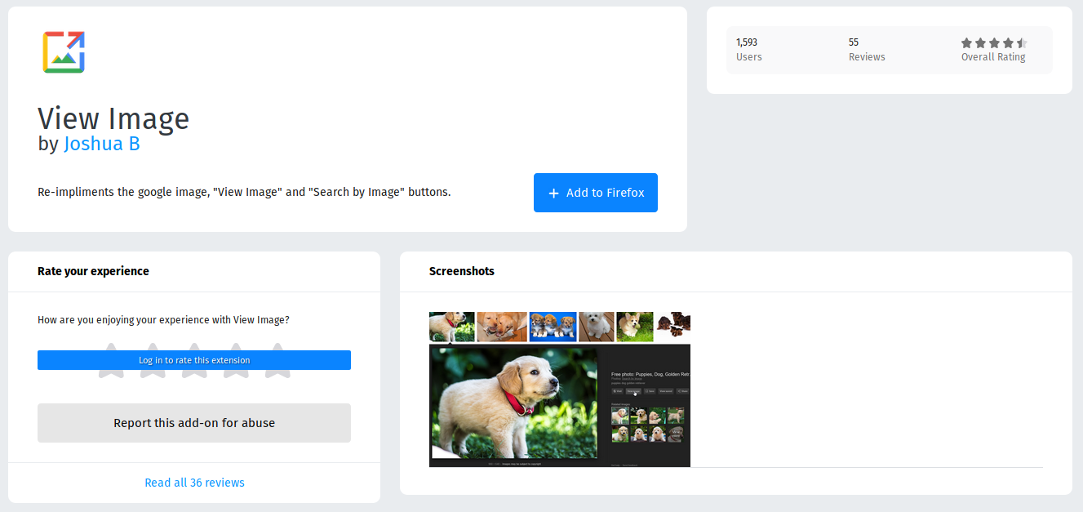 View Image
by Joshua B
Re-impliments the google image, "View Image" and "Search by Image" buttons.
+ Add to Firefox
1,593
Users
55
Reviews
Overall Rating
Rate your experience
How are you enjoying your experience with View Image?
Log in to rate this extension
Report this add-on for abuse
Read all 36 reviews
Screenshots
Free photo: Puppies, Dog, Golden Retr